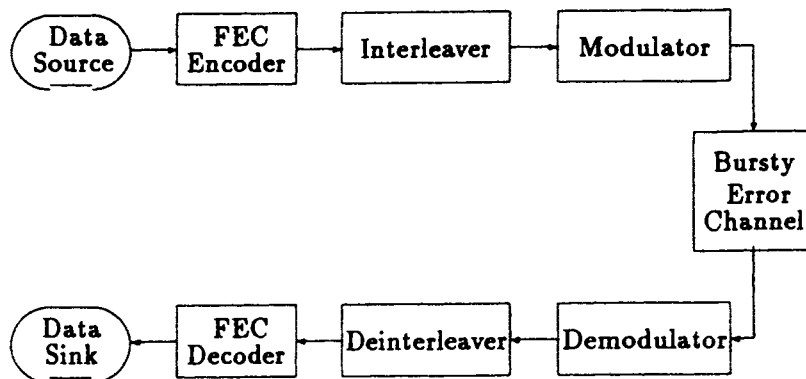 Data
Source
FEC
Encoder
Interleaver
Modulator
Bursty
Error
Channel
Data
Sink
FEC
Decoder
Deinterleaver
Demodulator